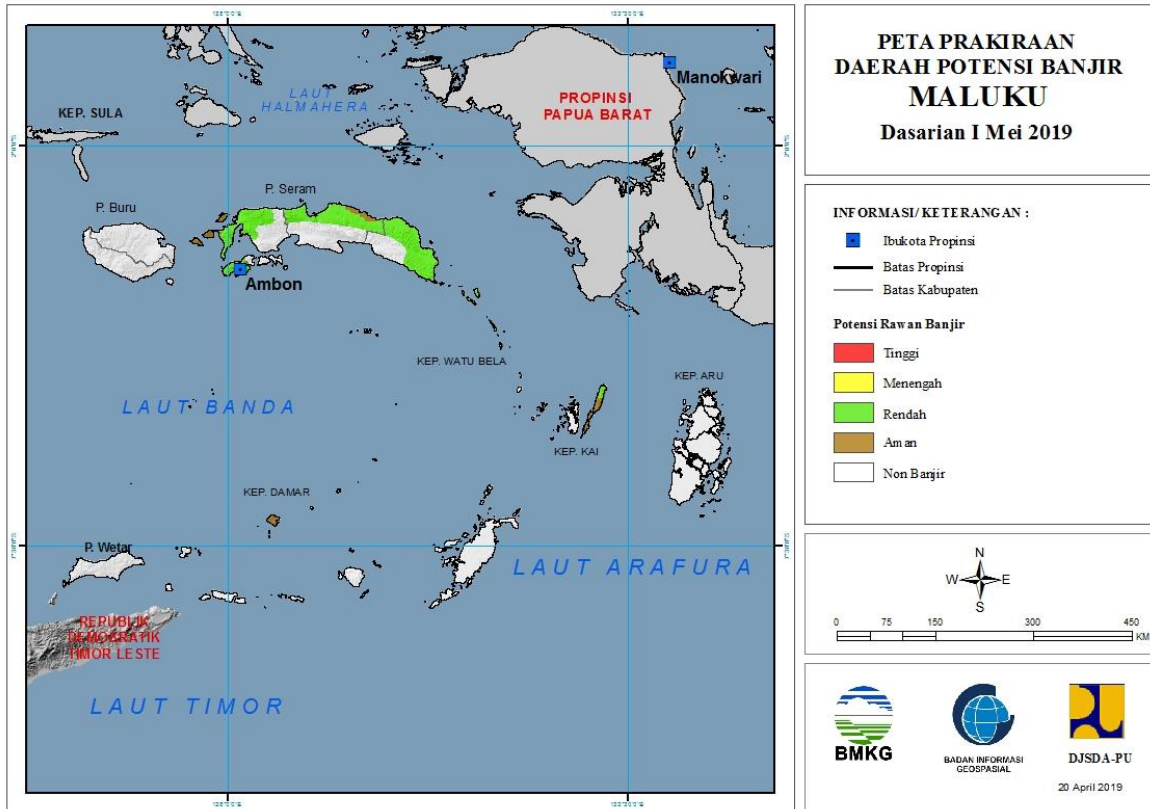 PETA PRAKIRAAN
DAERAH POTENSI BANJIR
MALUKU
Dasarian I Mei 2019
INFORMASI/ KETERANGAN :
Ibukota Propinsi
Batas Propinsi
Batas Kabupaten
Potensi Rawan Banjir
Tinggi
Menengah
Rendah
Aman
Non Banjir
N
W E
S
0 75 150 300 450
KM
BMKG
BADAN INFORMASI
GEOSPASIAL
DJSDA-PU
20 April 2019
Manokwari
LAUT
HALMAHERA
PROPINSI
PAPUA BARAT
KEP. SULA
P. Seram
P. Buru
Ambon
KEP. WATU BELA
KEP. ARU
LAUT BANDA
KEP. KAI
KEP. DAMAR
P. Wetar
LAUT ARAFURA
REPUBLIK
DEMOKRATIK
TIMOR LESTE
LAUT TIMOR